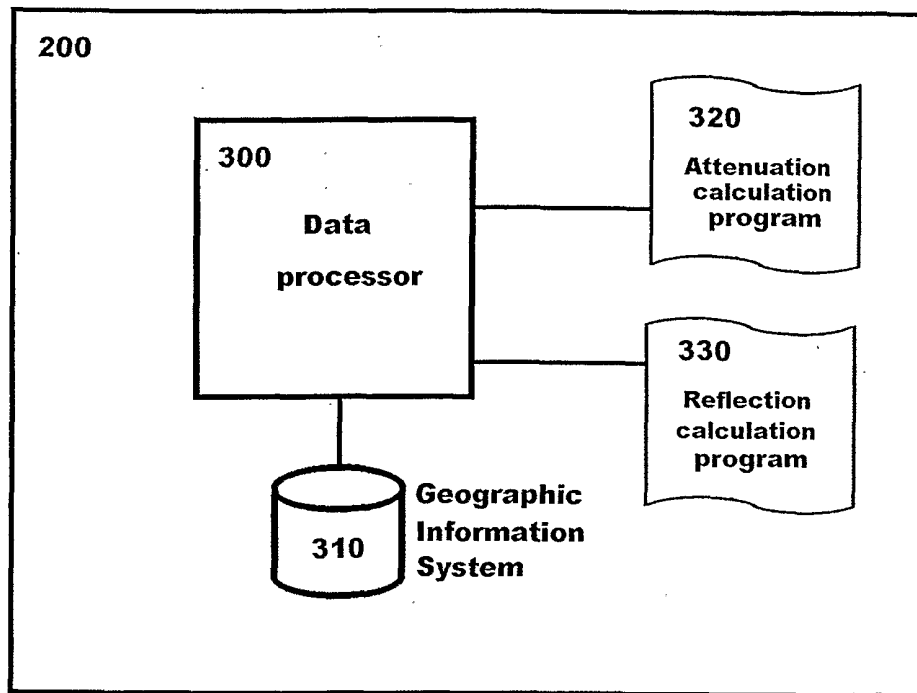 200
300
Data
processor
320
Attenuation
calculation
program
330
Reflection
calculation
program
310
Geographic
Information
System